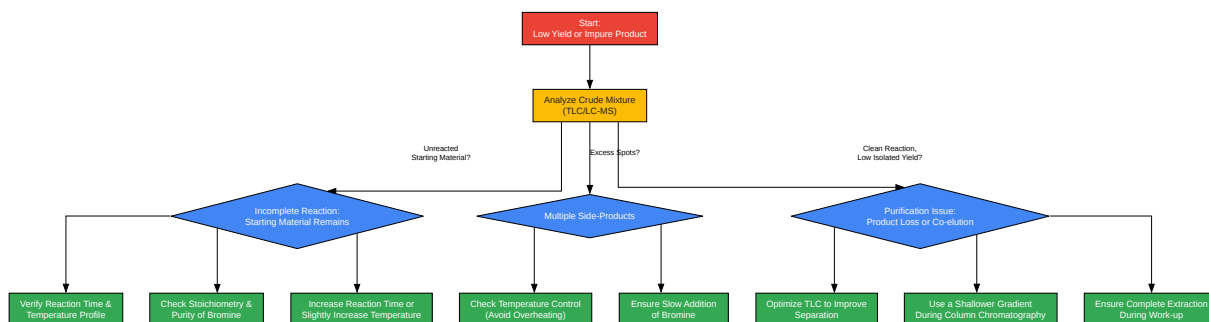 Start:
Low Yield or Impure Product
Analyze Crude Mixture
(TLC/LC-MS)
Unreacted
Starting Material?
Excess Spots?
Clean Reaction,
Low Isolated Yield?
Incomplete Reaction:
Starting Material Remains
Multiple Side-Products
Purification Issue:
Product Loss or Co-elution
Verify Reaction Time &
Temperature Profile
Check Stoichiometry &
Purity of Bromine
Increase Reaction Time or
Slightly Increase Temperature
Check Temperature Control
(Avoid Overheating)
Ensure Slow Addition
of Bromine
Optimize TLC to Improve
Separation
Use a Shallower Gradient
During Column Chromatography
Ensure Complete Extraction
During Work-up